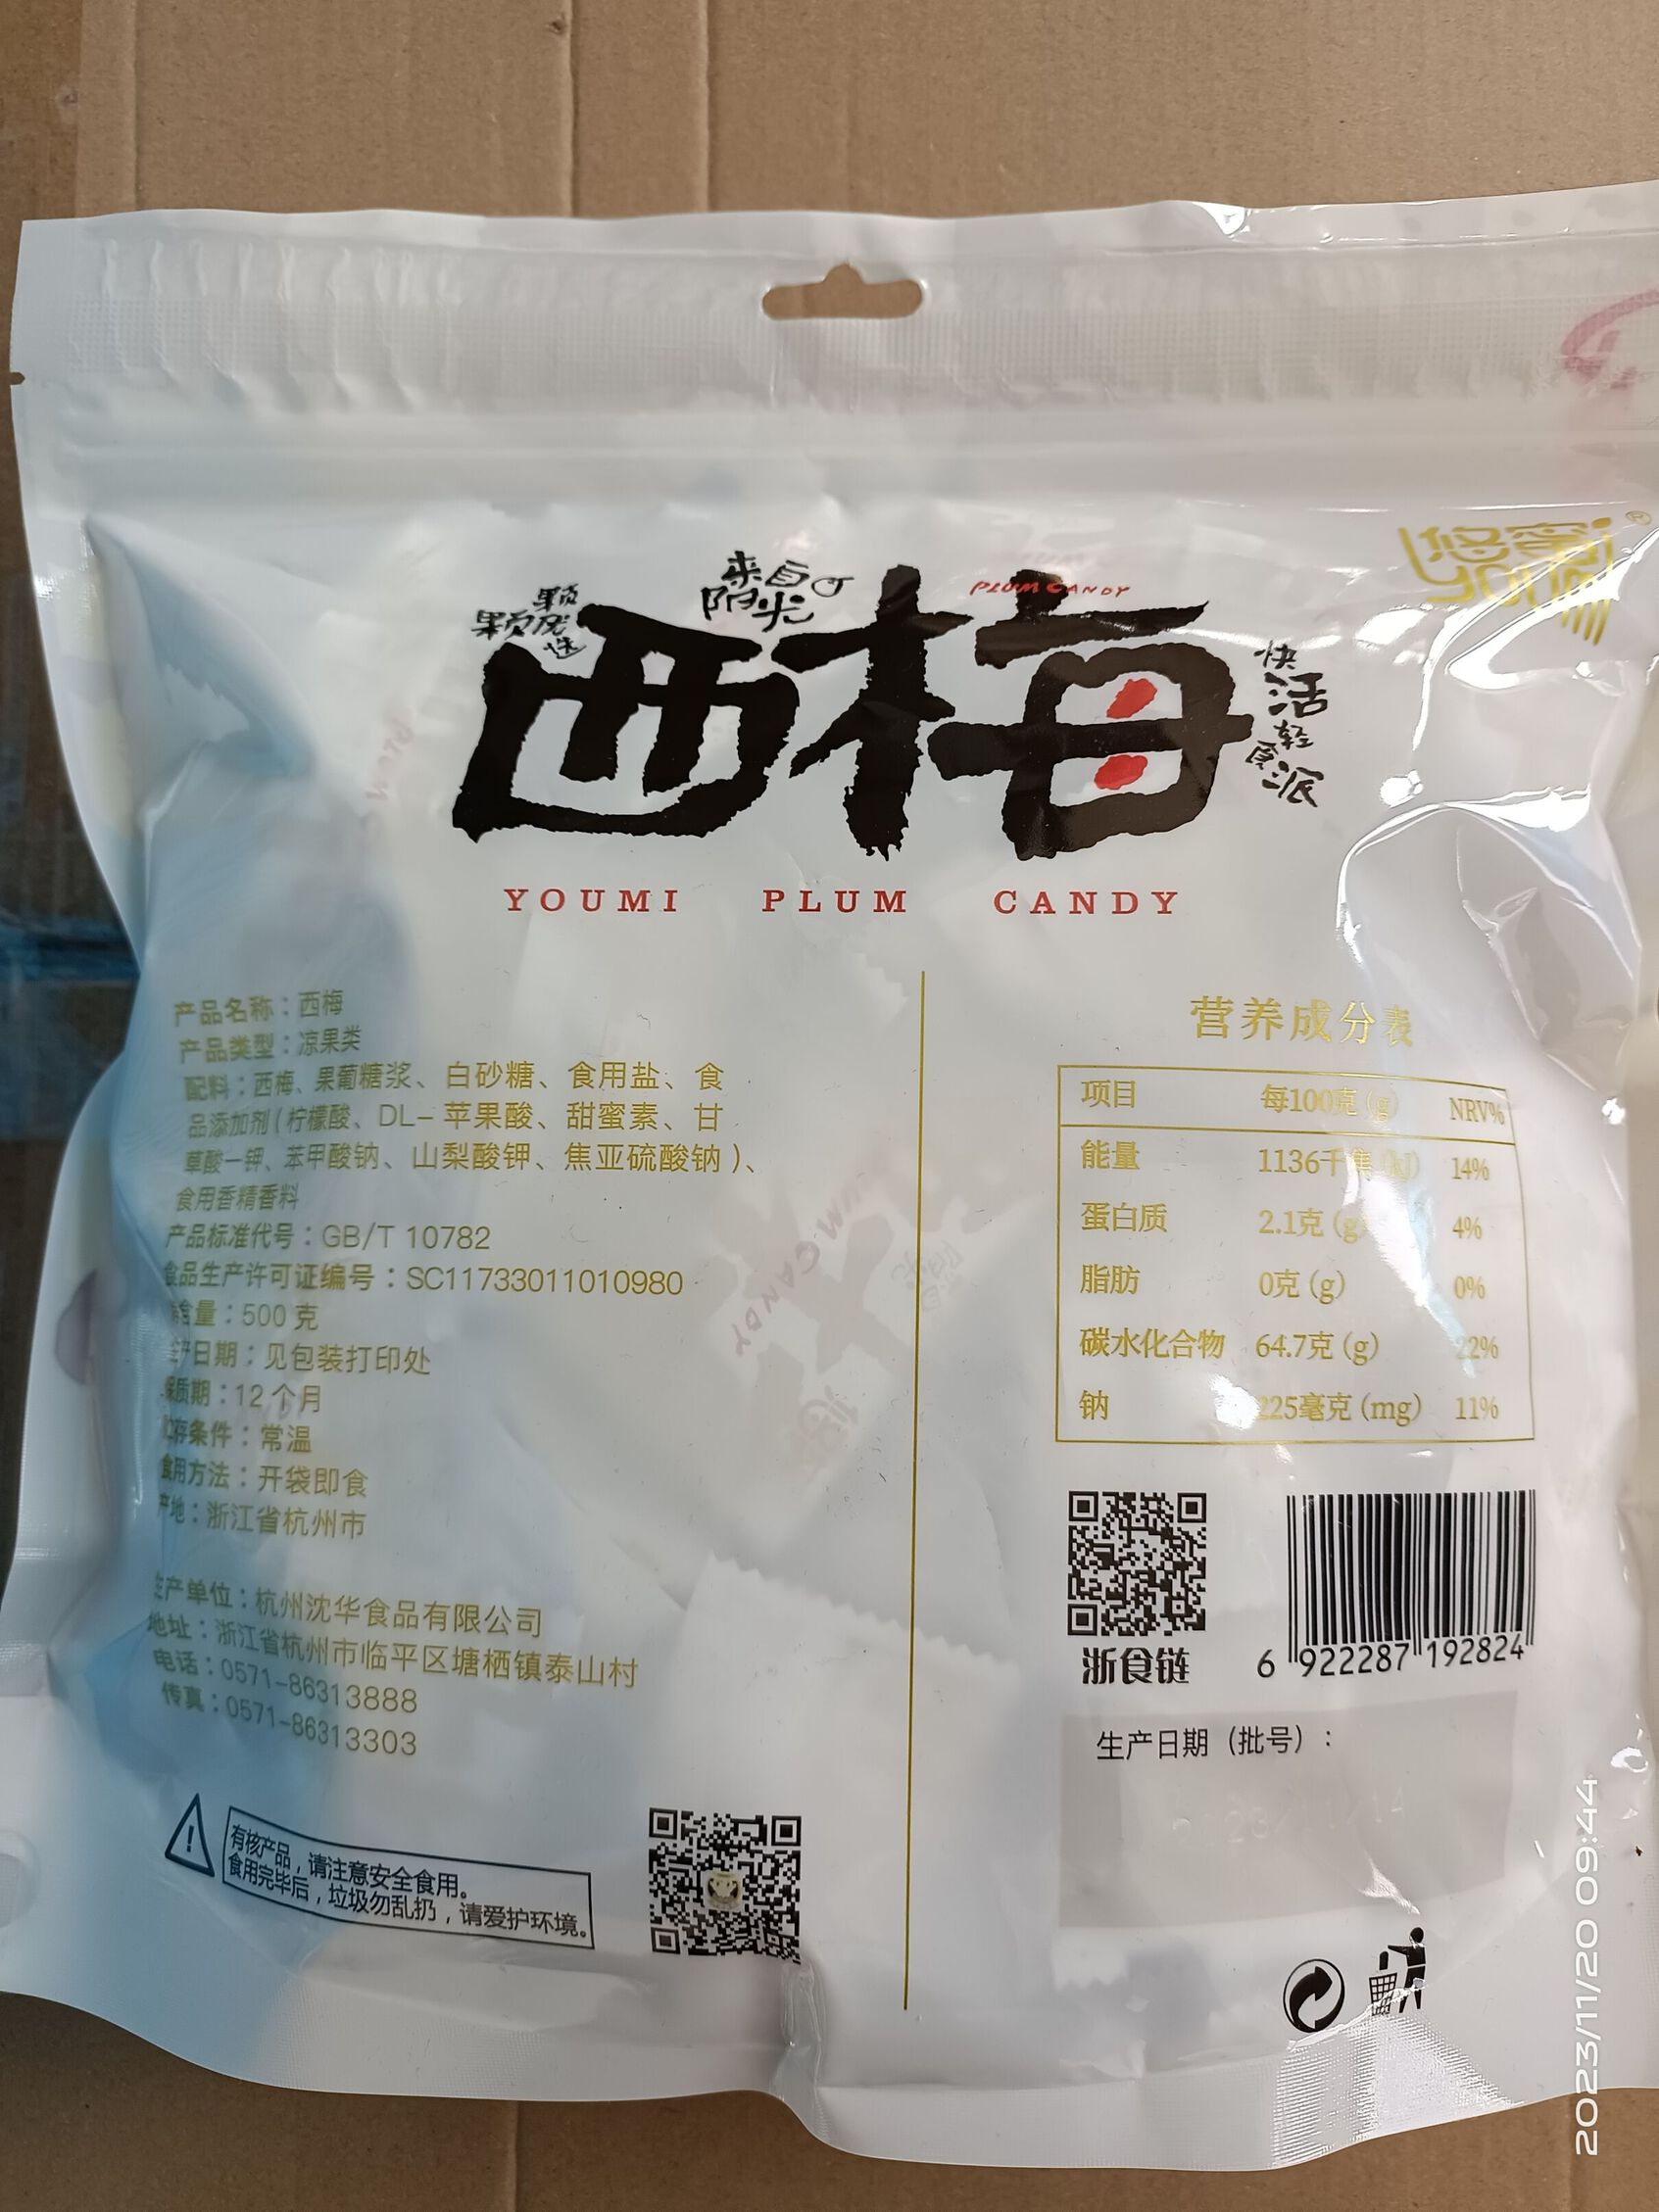 悠蜜®
YOUMI
颗颗优选
来自の阳光
PLUM CANDY
西梅
快活轻食派
YOUMI PLUM CANDY
产品名称：西梅
产品类型：凉果类
配料：西梅、果葡糖浆、白砂糖、食用盐、食
品添加剂（柠檬酸、DL-苹果酸、甜蜜素、甘
草酸一钾、苯甲酸钠、山梨酸钾、焦亚硫酸钠）、
食用香精香料
产品标准代号：GB/T 10782
食品生产许可证编号：SC11733011010980
含量：500克
产日期：见包装打印处
保质期：12个月
贮存条件：常温
食用方法：开袋即食
产地：浙江省杭州市
生产单位：杭州沈华食品有限公司
地址：浙江省杭州市临平区塘栖镇泰山村
电话：0571-86313888
传真：0571-86313303
有核产品，请注意安全食用。
食用完毕后，垃圾勿乱扔，请爱护环境。
营养成分表
项目 每100克(g) NRV%
能量 1136千焦(kJ) 14%
蛋白质 2.1克(g) 4%
脂肪 0克(g) 0%
碳水化合物 64.7克(g) 22%
钠 225毫克(mg) 11%
浙食链
6 922287 192824
生产日期（批号）：
2023/11/20 09:44